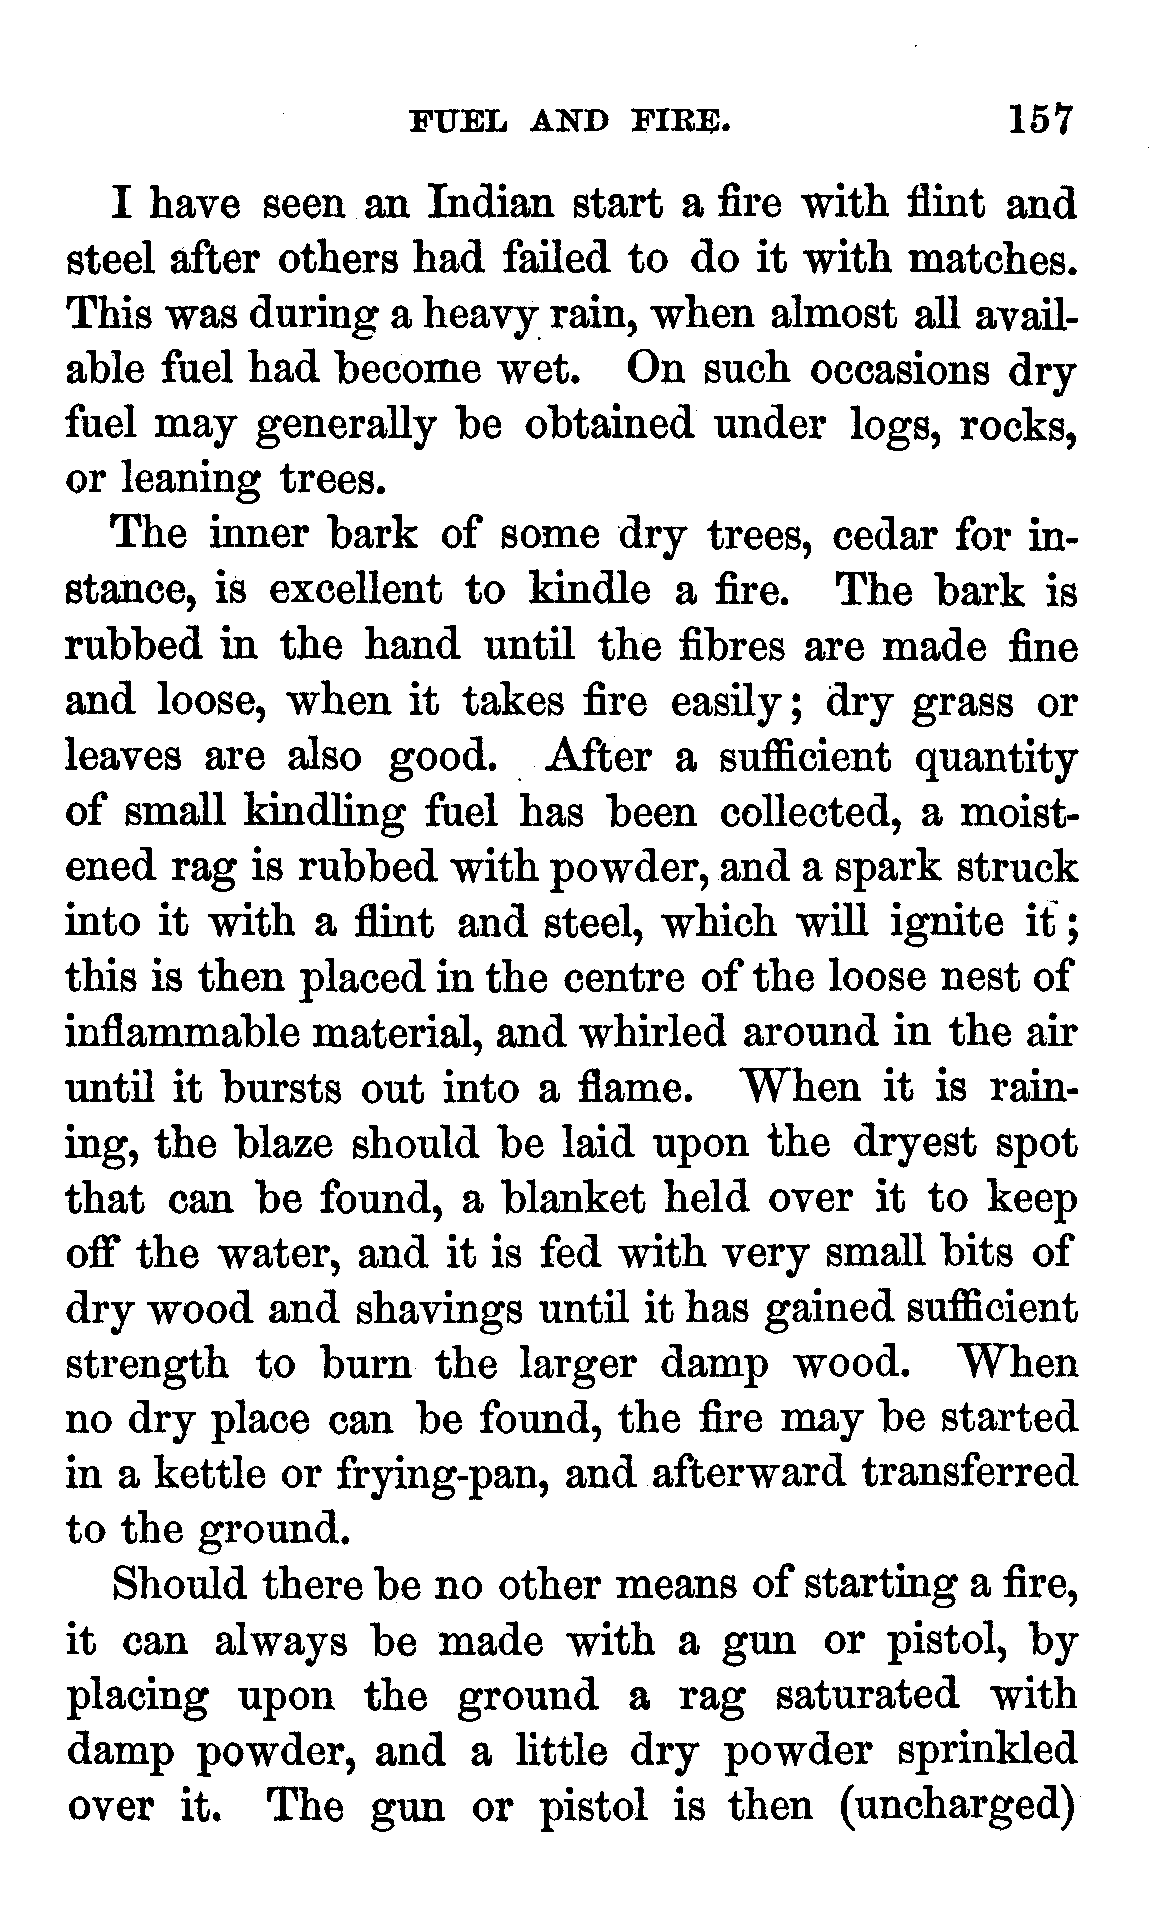 FUEL AND FIRE. 157
I have seen an Indian start a fire with flint and
steel after others had failed to do it with matches.
This was during a heavy rain, when almost all avail-
able fuel had become wet. On such occasions dry
fuel may generally be obtained under logs, rocks,
or leaning trees.
The inner bark of some dry trees, cedar for in-
stance, is excellent to kindle a fire. The bark is
rubbed in the hand until the fibres are made fine
and loose, when it takes fire easily; dry grass or
leaves are also good. After a sufficient quantity
of small kindling fuel has been collected, a moist-
ened rag is rubbed with powder, and a spark struck
into it with a flint and steel, which will ignite it;
this is then placed in the centre of the loose nest of
inflammable material, and whirled around in the air
until it bursts out into a flame. When it is rain-
ing, the blaze should be laid upon the dryest spot
that can be found, a blanket held over it to keep
off the water, and it is fed with very small bits of
dry wood and shavings until it has gained sufficient
strength to burn the larger damp wood. When
no dry place can be found, the fire may be started
in a kettle or frying-pan, and afterward transferred
to the ground.
Should there be no other means of starting a fire,
it can always be made with a gun or pistol, by
placing upon the ground a rag saturated with
damp powder, and a little dry powder sprinkled
over it. The gun or pistol is then (uncharged)